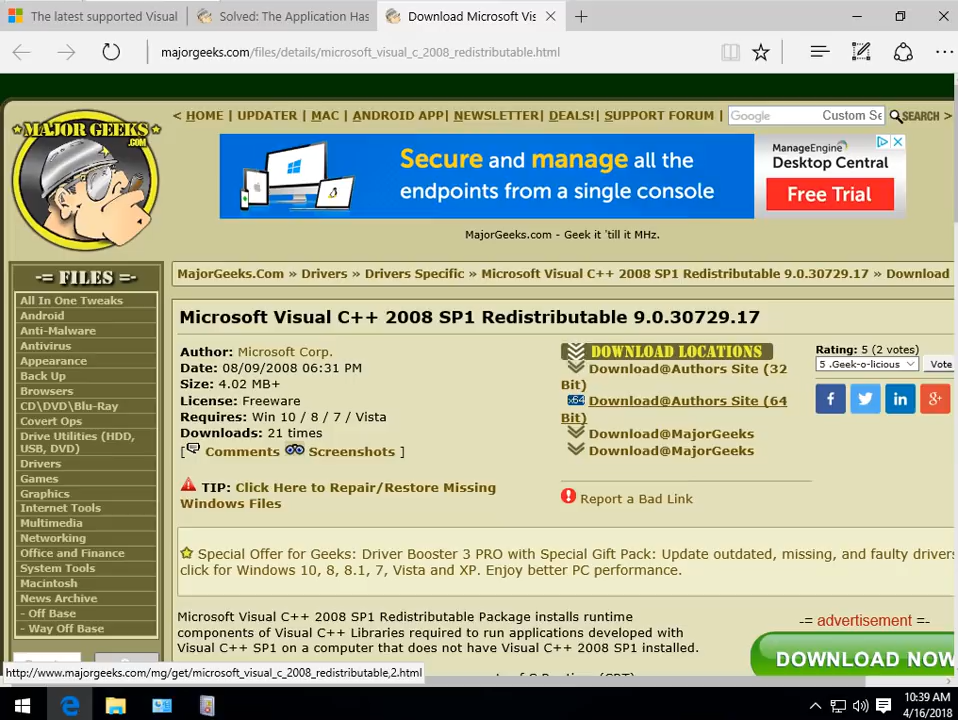 The latest supported Visual
Solved: The Application Has
Download Microsoft Vis
majorgeeks.com/files/details/microsoft_visual_c_2008_redistributable.html
MAJOR GEEKS
.COM
< HOME | UPDATER | MAC | ANDROID APP| NEWSLETTER| DEALS!| SUPPORT FORUM |
Google Custom Se
SEARCH >
Secure and manage all the
endpoints from a single console
ManageEngine
Desktop Central
Free Trial
MajorGeeks.com - Geek it 'till it MHz.
-= FILES =-
All In One Tweaks
Android
Anti-Malware
Antivirus
Appearance
Back Up
Browsers
CD\DVD\Blu-Ray
Covert Ops
Drive Utilities (HDD,
USB, DVD)
Drivers
Games
Graphics
Internet Tools
Multimedia
Networking
Office and Finance
System Tools
Macintosh
News Archive
- Off Base
- Way Off Base
MajorGeeks.Com » Drivers » Drivers Specific » Microsoft Visual C++ 2008 SP1 Redistributable 9.0.30729.17 » Download
Microsoft Visual C++ 2008 SP1 Redistributable 9.0.30729.17
Author: Microsoft Corp.
Date: 08/09/2008 06:31 PM
Size: 4.02 MB+
License: Freeware
Requires: Win 10 / 8 / 7 / Vista
Downloads: 21 times
[ Comments Screenshots ]
TIP: Click Here to Repair/Restore Missing
Windows Files
DOWNLOAD LOCATIONS
Download@Authors Site (32
Bit)
x64 Download@Authors Site (64
Bit)
Download@MajorGeeks
Download@MajorGeeks
Report a Bad Link
Rating: 5 (2 votes)
5 .Geek-o-licious
Vote
Special Offer for Geeks: Driver Booster 3 PRO with Special Gift Pack: Update outdated, missing, and faulty drivers
click for Windows 10, 8, 8.1, 7, Vista and XP. Enjoy better PC performance.
Microsoft Visual C++ 2008 SP1 Redistributable Package installs runtime
components of Visual C++ Libraries required to run applications developed with
Visual C++ SP1 on a computer that does not have Visual C++ 2008 SP1 installed.
-= advertisement =-
DOWNLOAD NOW
http://www.majorgeeks.com/mg/get/microsoft_visual_c_2008_redistributable,2.html
10:39 AM
4/16/2018